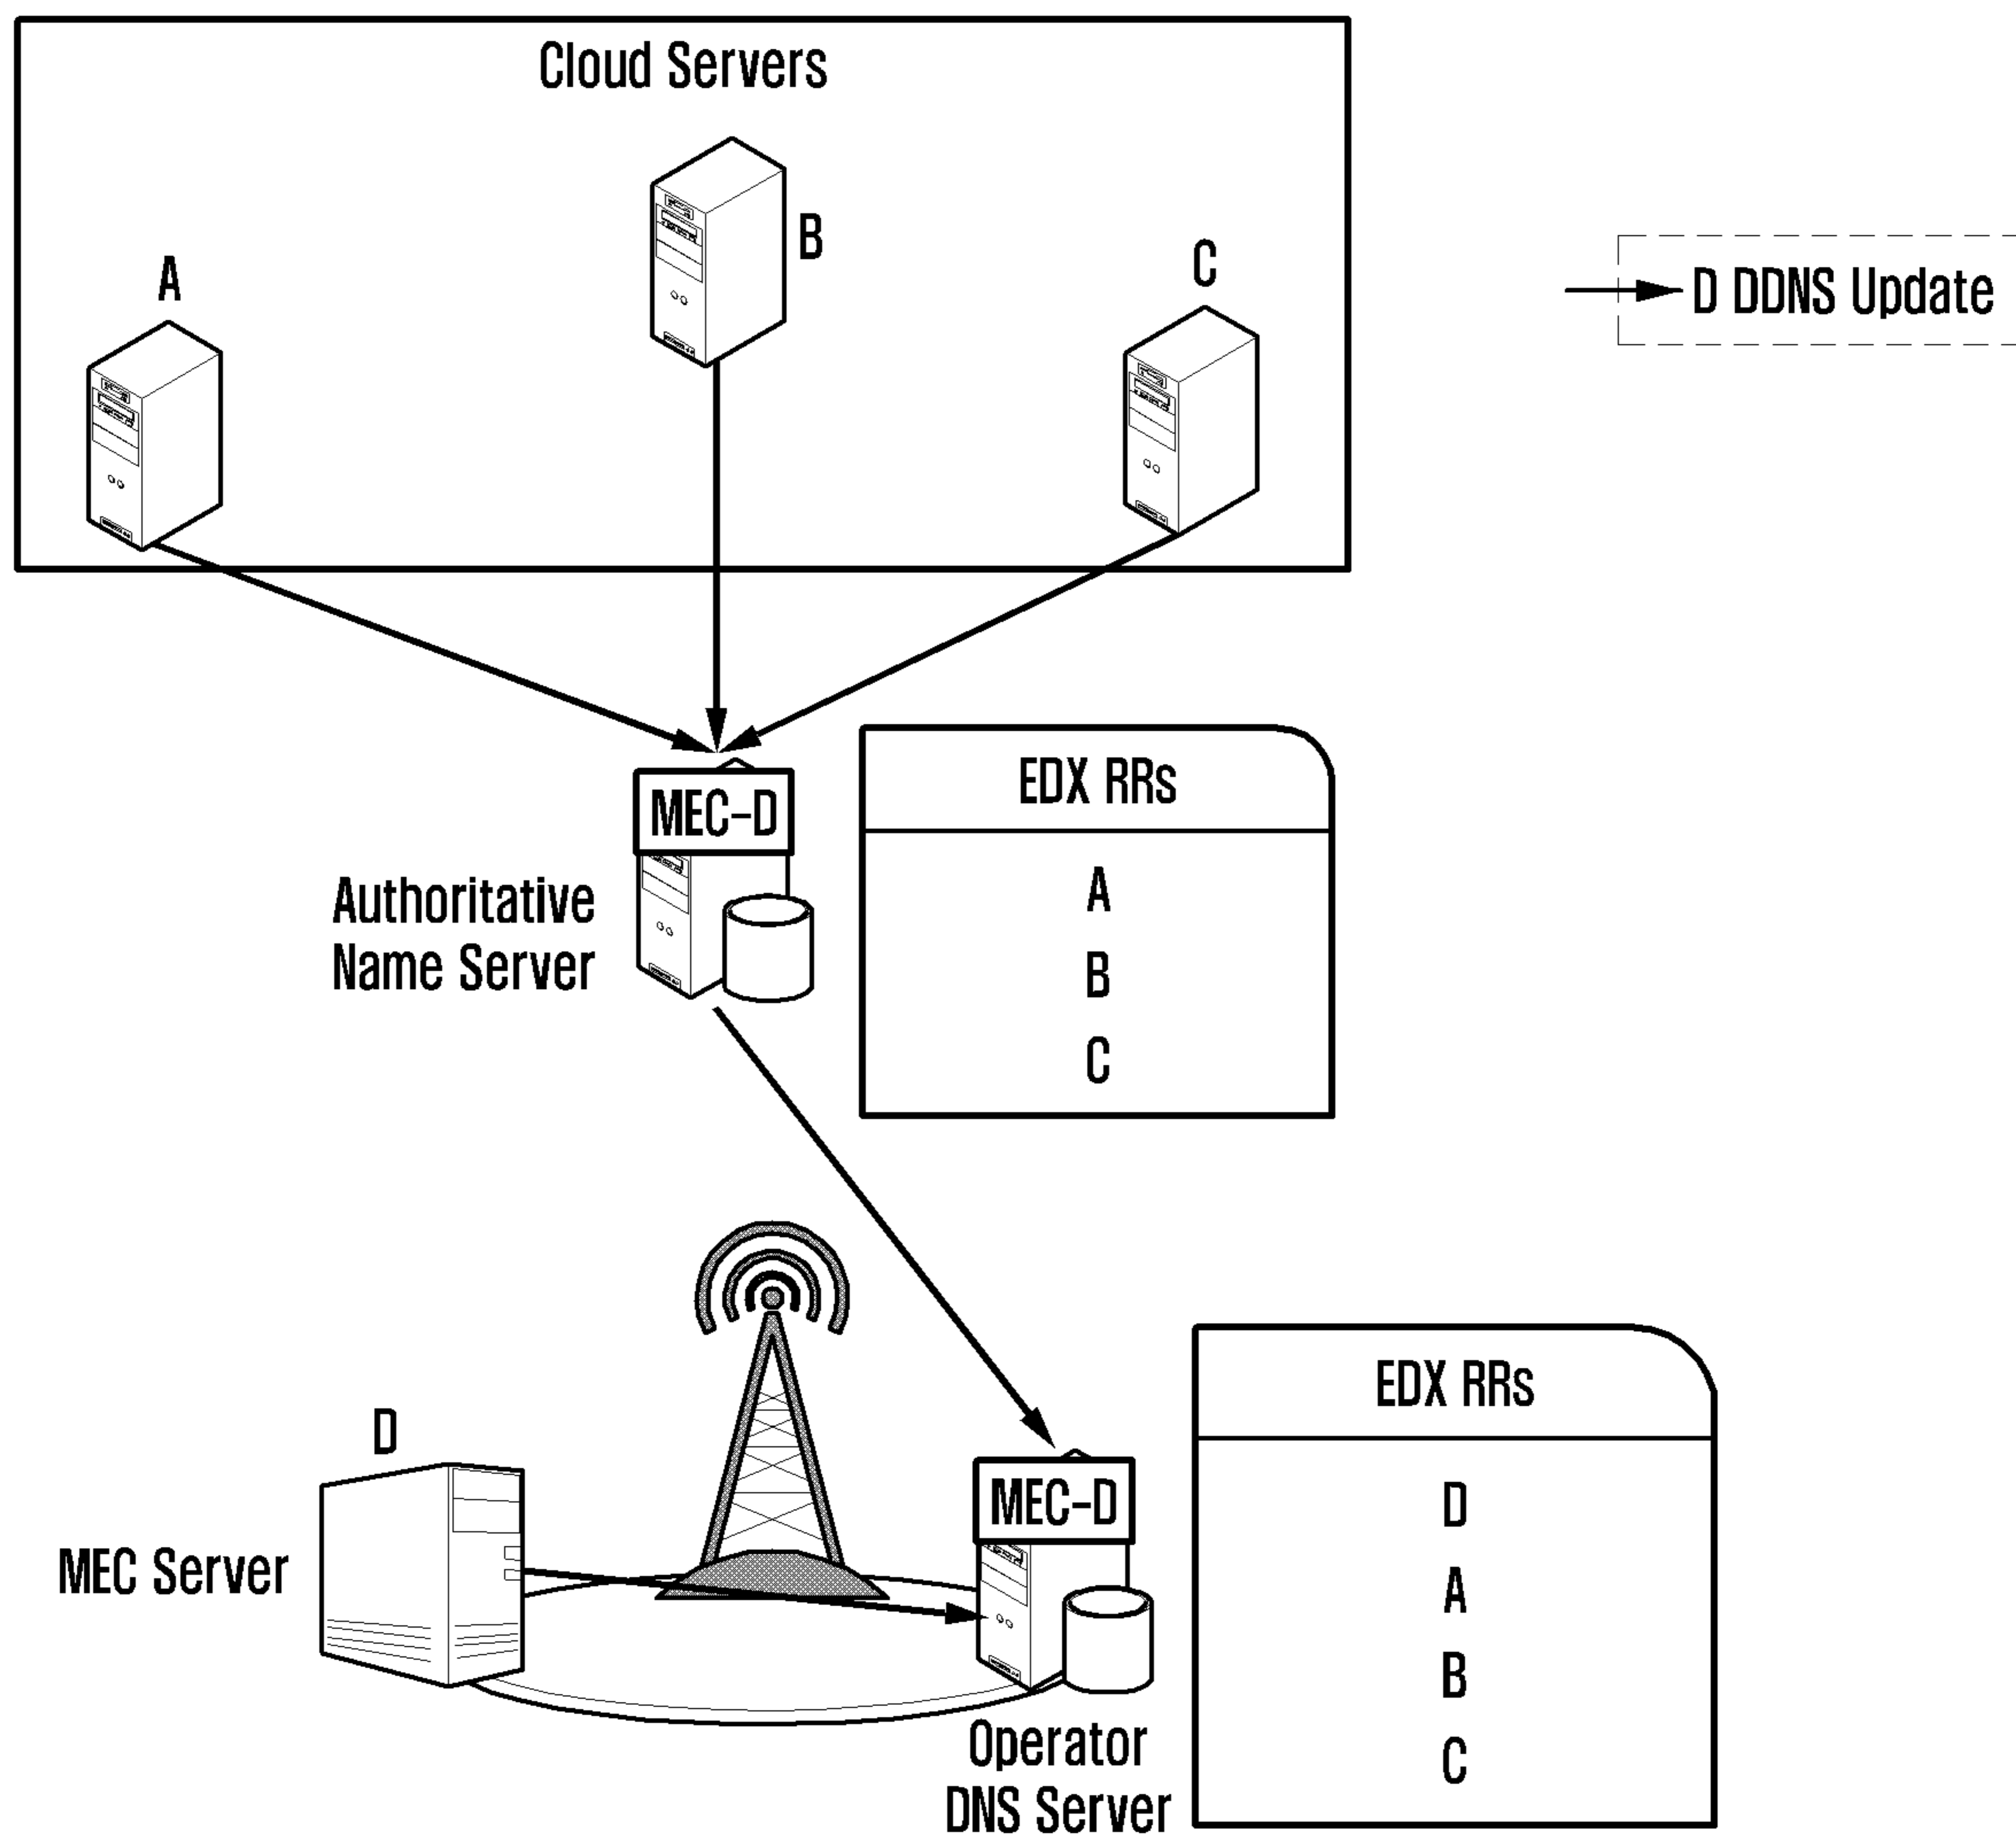 Cloud Servers
A
B
C
D DDNS Update
MEC-D
Authoritative
Name Server
EDX RRs
A
B
C
D
MEC Server
MEC-D
Operator
DNS Server
EDX RRs
D
A
B
C